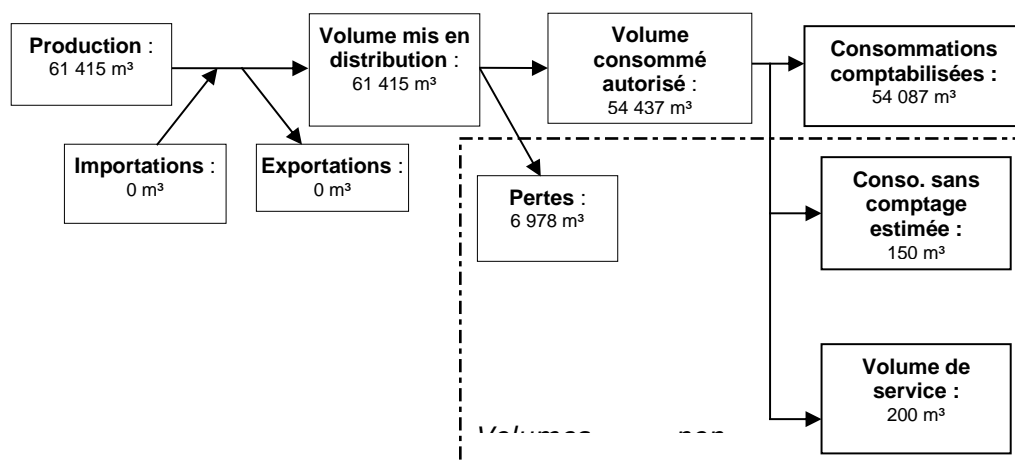 Production :
61 415 m³
Volume mis en
distribution :
61 415 m³
Volume
consommé
autorisé :
54 437 m³
Consommations
comptabilisées :
54 087 m³
Importations :
0 m³
Exportations :
0 m³
Pertes :
6 978 m³
Conso. sans
comptage
estimée :
150 m³
Volume de
service :
200 m³
Volumes non